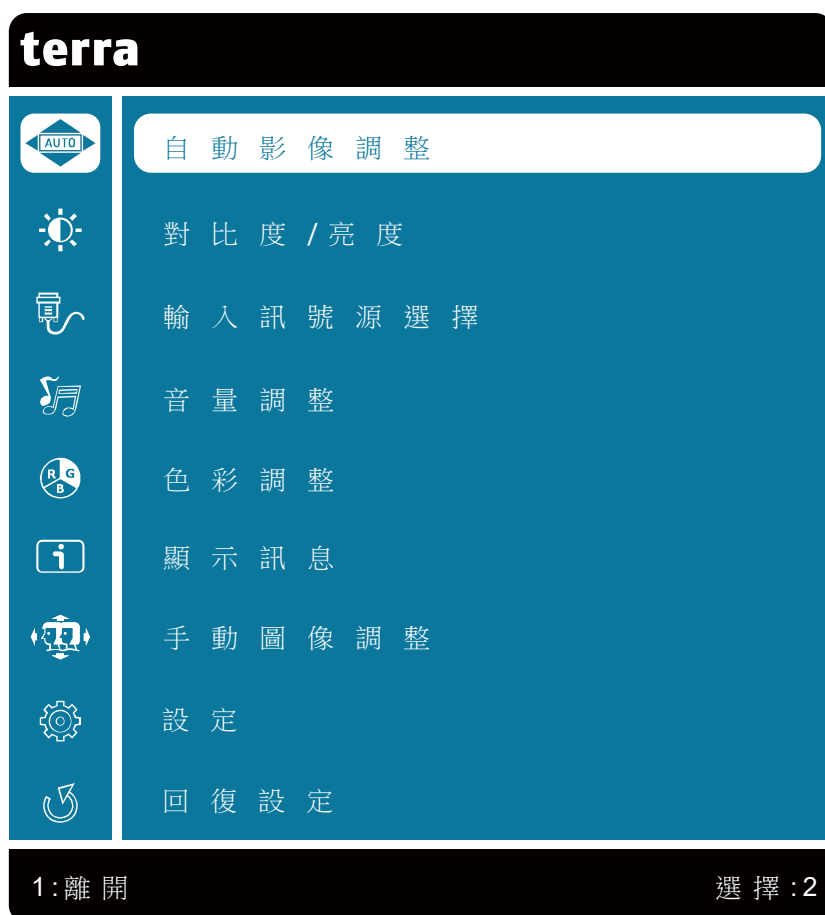 terra
AUTO
自動影像調整
對比度/亮度
輸入訊號源選擇
音量調整
R G
B
色彩調整
i
顯示訊息
手動圖像調整
設定
回復設定
1:離開
選擇:2